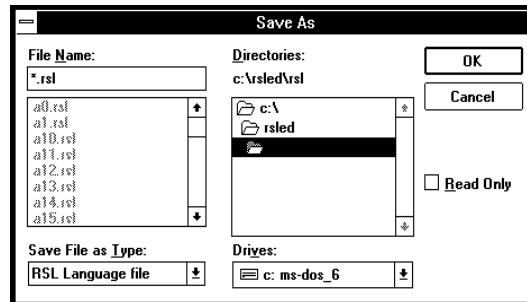 Save As
File Name:
*.rsl
a0.rsl
a1.rsl
a10.rsl
a11.rsl
a12.rsl
a13.rsl
a14.rsl
a15.rsl
Save File as Type:
RSL Language file
Directories:
c:\rsled\rsl
c:\
rsled
Drives:
c: ms-dos_6
OK
Cancel
Read Only